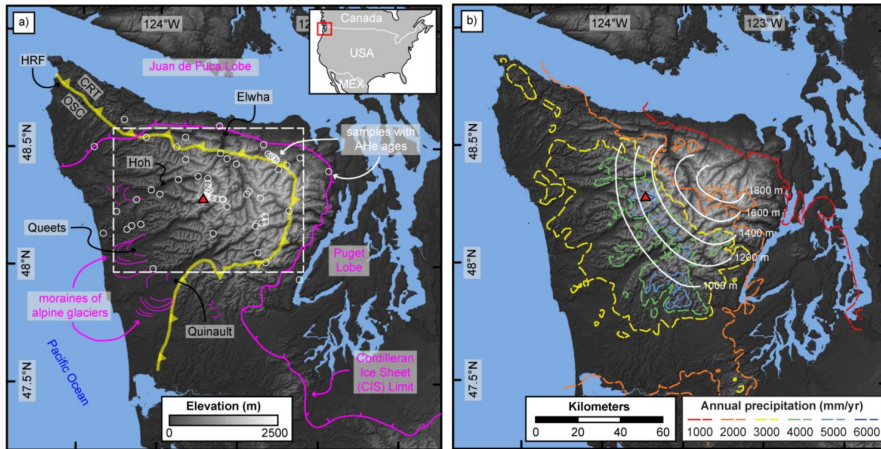 a)
124°W
Canada
USA
MEX
Juan de Fuca Lobe
HRF
CRT
OSC
Elwha
samples with
AHe ages
48.5°N
Hoh
Queets
48°N
Puget
Lobe
moraines of
alpine glaciers
Quinault
Pacific Ocean
47.5°N
Cordilleran
Ice Sheet
(CIS) Limit
Elevation (m)
0
2500
b)
124°W
123°W
48.5°N
1800 m
1600 m
1400 m
1200 m
1000 m
48°N
47.5°N
Kilometers
0 20 40 60
Annual precipitation (mm/yr)
1000 2000 3000 4000 5000 6000